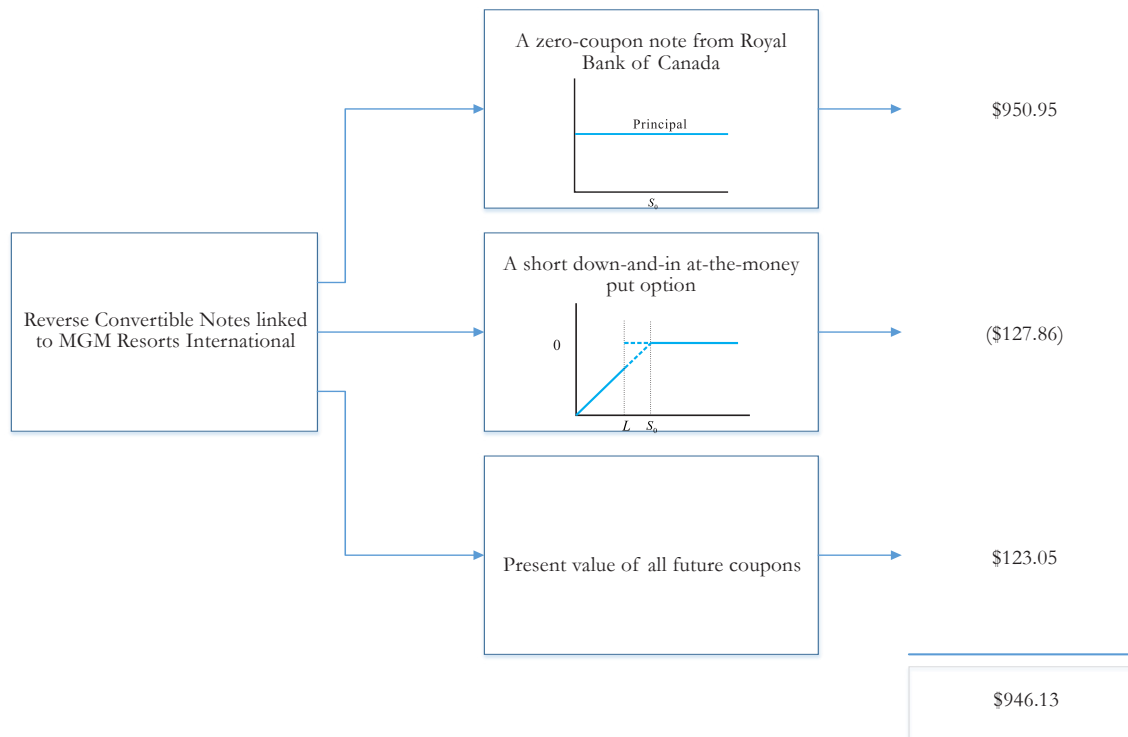 A zero-coupon note from Royal
Bank of Canada
Principal
S₀
$950.95
Reverse Convertible Notes linked
to MGM Resorts International
A short down-and-in at-the-money
put option
0
L S₀
($127.86)
Present value of all future coupons
$123.05
$946.13